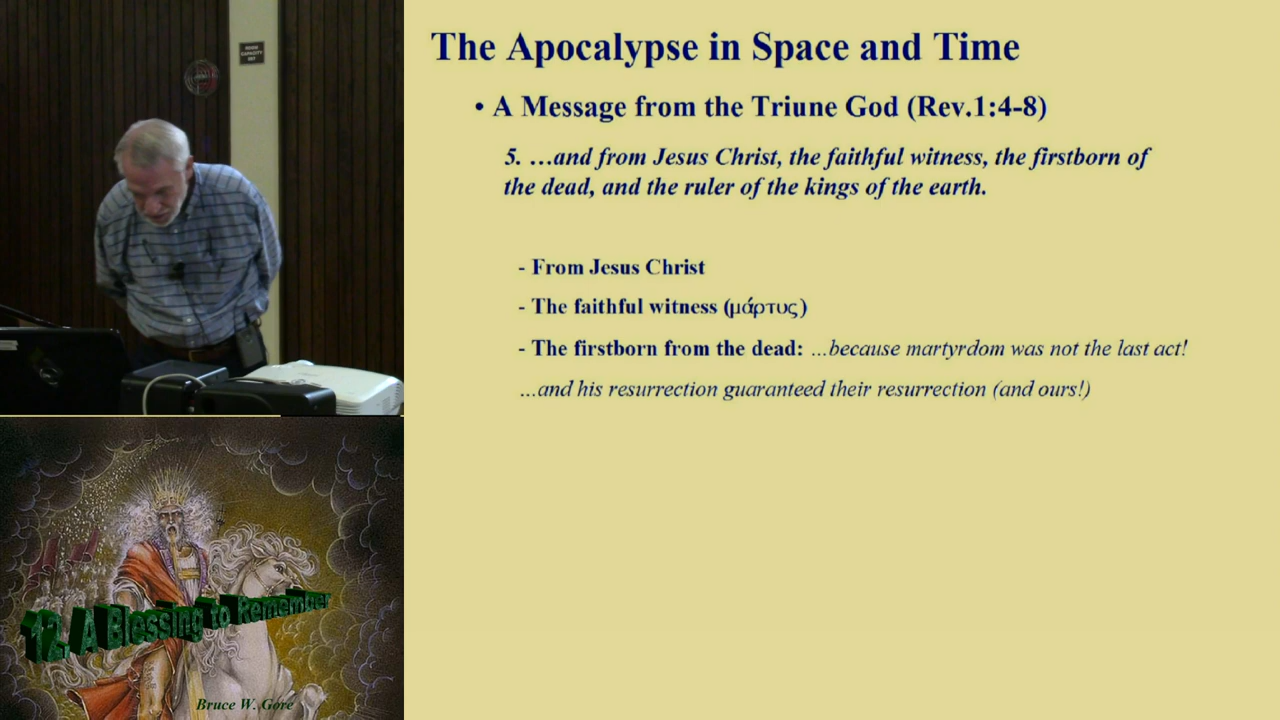 The Apocalypse in Space and Time
• A Message from the Triune God (Rev.1:4-8)
5. …and from Jesus Christ, the faithful witness, the firstborn of
the dead, and the ruler of the kings of the earth.
- From Jesus Christ
- The faithful witness (μάρτυς)
- The firstborn from the dead: …because martyrdom was not the last act!
…and his resurrection guaranteed their resurrection (and ours!)
ROOM
CAPACITY
12. A Blessing to Remember
Bruce W. Gore